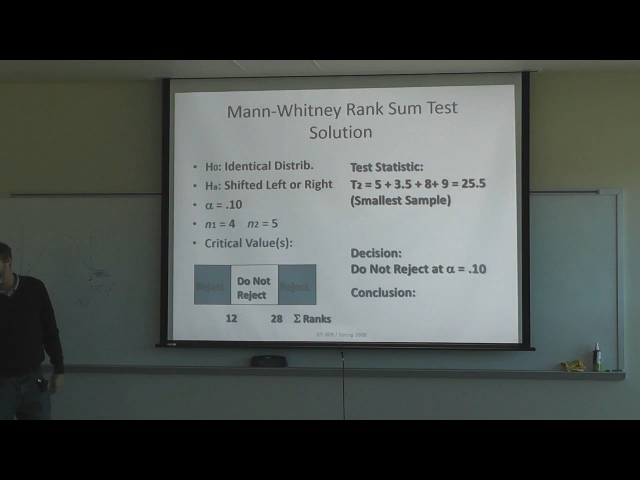 Mann-Whitney Rank Sum Test
Solution
• H0: Identical Distrib.
• Ha: Shifted Left or Right
• α = .10
• n1 = 4 n2 = 5
• Critical Value(s):
Reject
Do Not
Reject
Reject
12 28 Σ Ranks
Test Statistic:
T2 = 5 + 3.5 + 8+ 9 = 25.5
(Smallest Sample)
Decision:
Do Not Reject at α = .10
Conclusion: